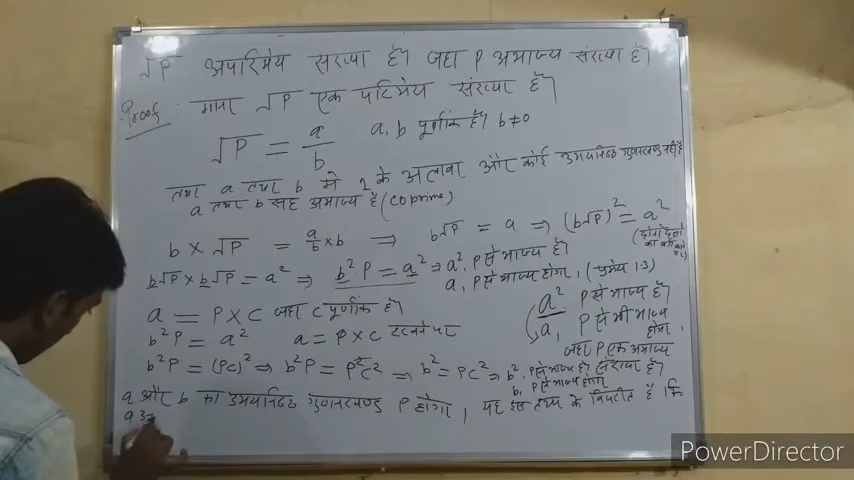 √P अपरिमेय संख्या है। जहा P अभाज्य संख्या है।
Proof: माना √P एक परिमेय संख्या है।
√P = a/b a, b पूर्णांक है। b≠0
तथा a तथा b मे 1 के अलावा और कोई उभयनिष्ठ गुणनखण्ड नहीं है
a तथा b सह अभाज्य है (coprime)
b × √P = a/b × b ⇒ b√P = a ⇒ (b√P)² = a²
(दोनो
b√P × b√P = a² ⇒ b²P = a² ⇒ a², P से भाज्य है।
a, P से भाज्य होगा, (प्रमेय 1.3)
a = P × C जहा C पूर्णांक है।
b²P = a² a = P × C रखने पर
b²P = (PC)² ⇒ b²P = P²C² ⇒ b² = PC² ⇒ b², P से भाज्य है।
b, P से भाज्य होगा
a², P से भाज्य है।
a, P से भी भाज्य
होगा,
जहा P एक अभाज्य
संख्या है।
a और b का उभयनिष्ठ गुणनखण्ड P होगा, यह इस तथ्य के विपरीत है कि
a
PowerDirector